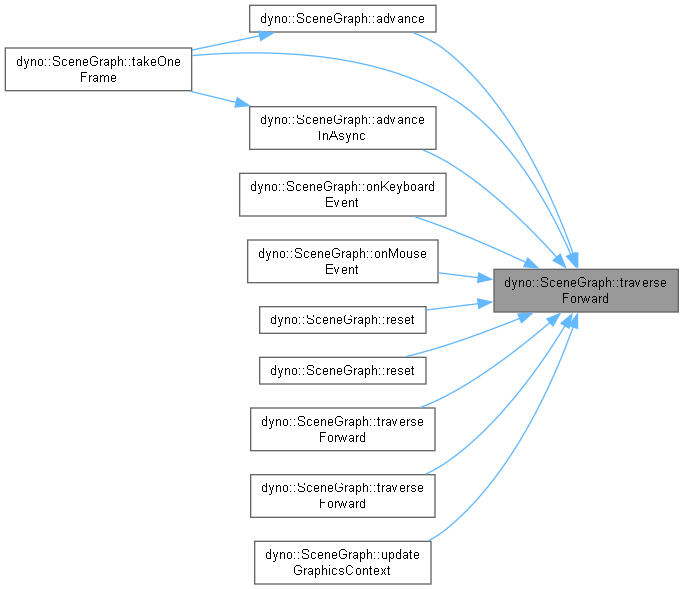 dyno::SceneGraph::advance
dyno::SceneGraph::takeOne
Frame
dyno::SceneGraph::advance
InAsync
dyno::SceneGraph::onKeyboard
Event
dyno::SceneGraph::onMouse
Event
dyno::SceneGraph::traverse
Forward
dyno::SceneGraph::reset
dyno::SceneGraph::reset
dyno::SceneGraph::traverse
Forward
dyno::SceneGraph::traverse
Forward
dyno::SceneGraph::update
GraphicsContext